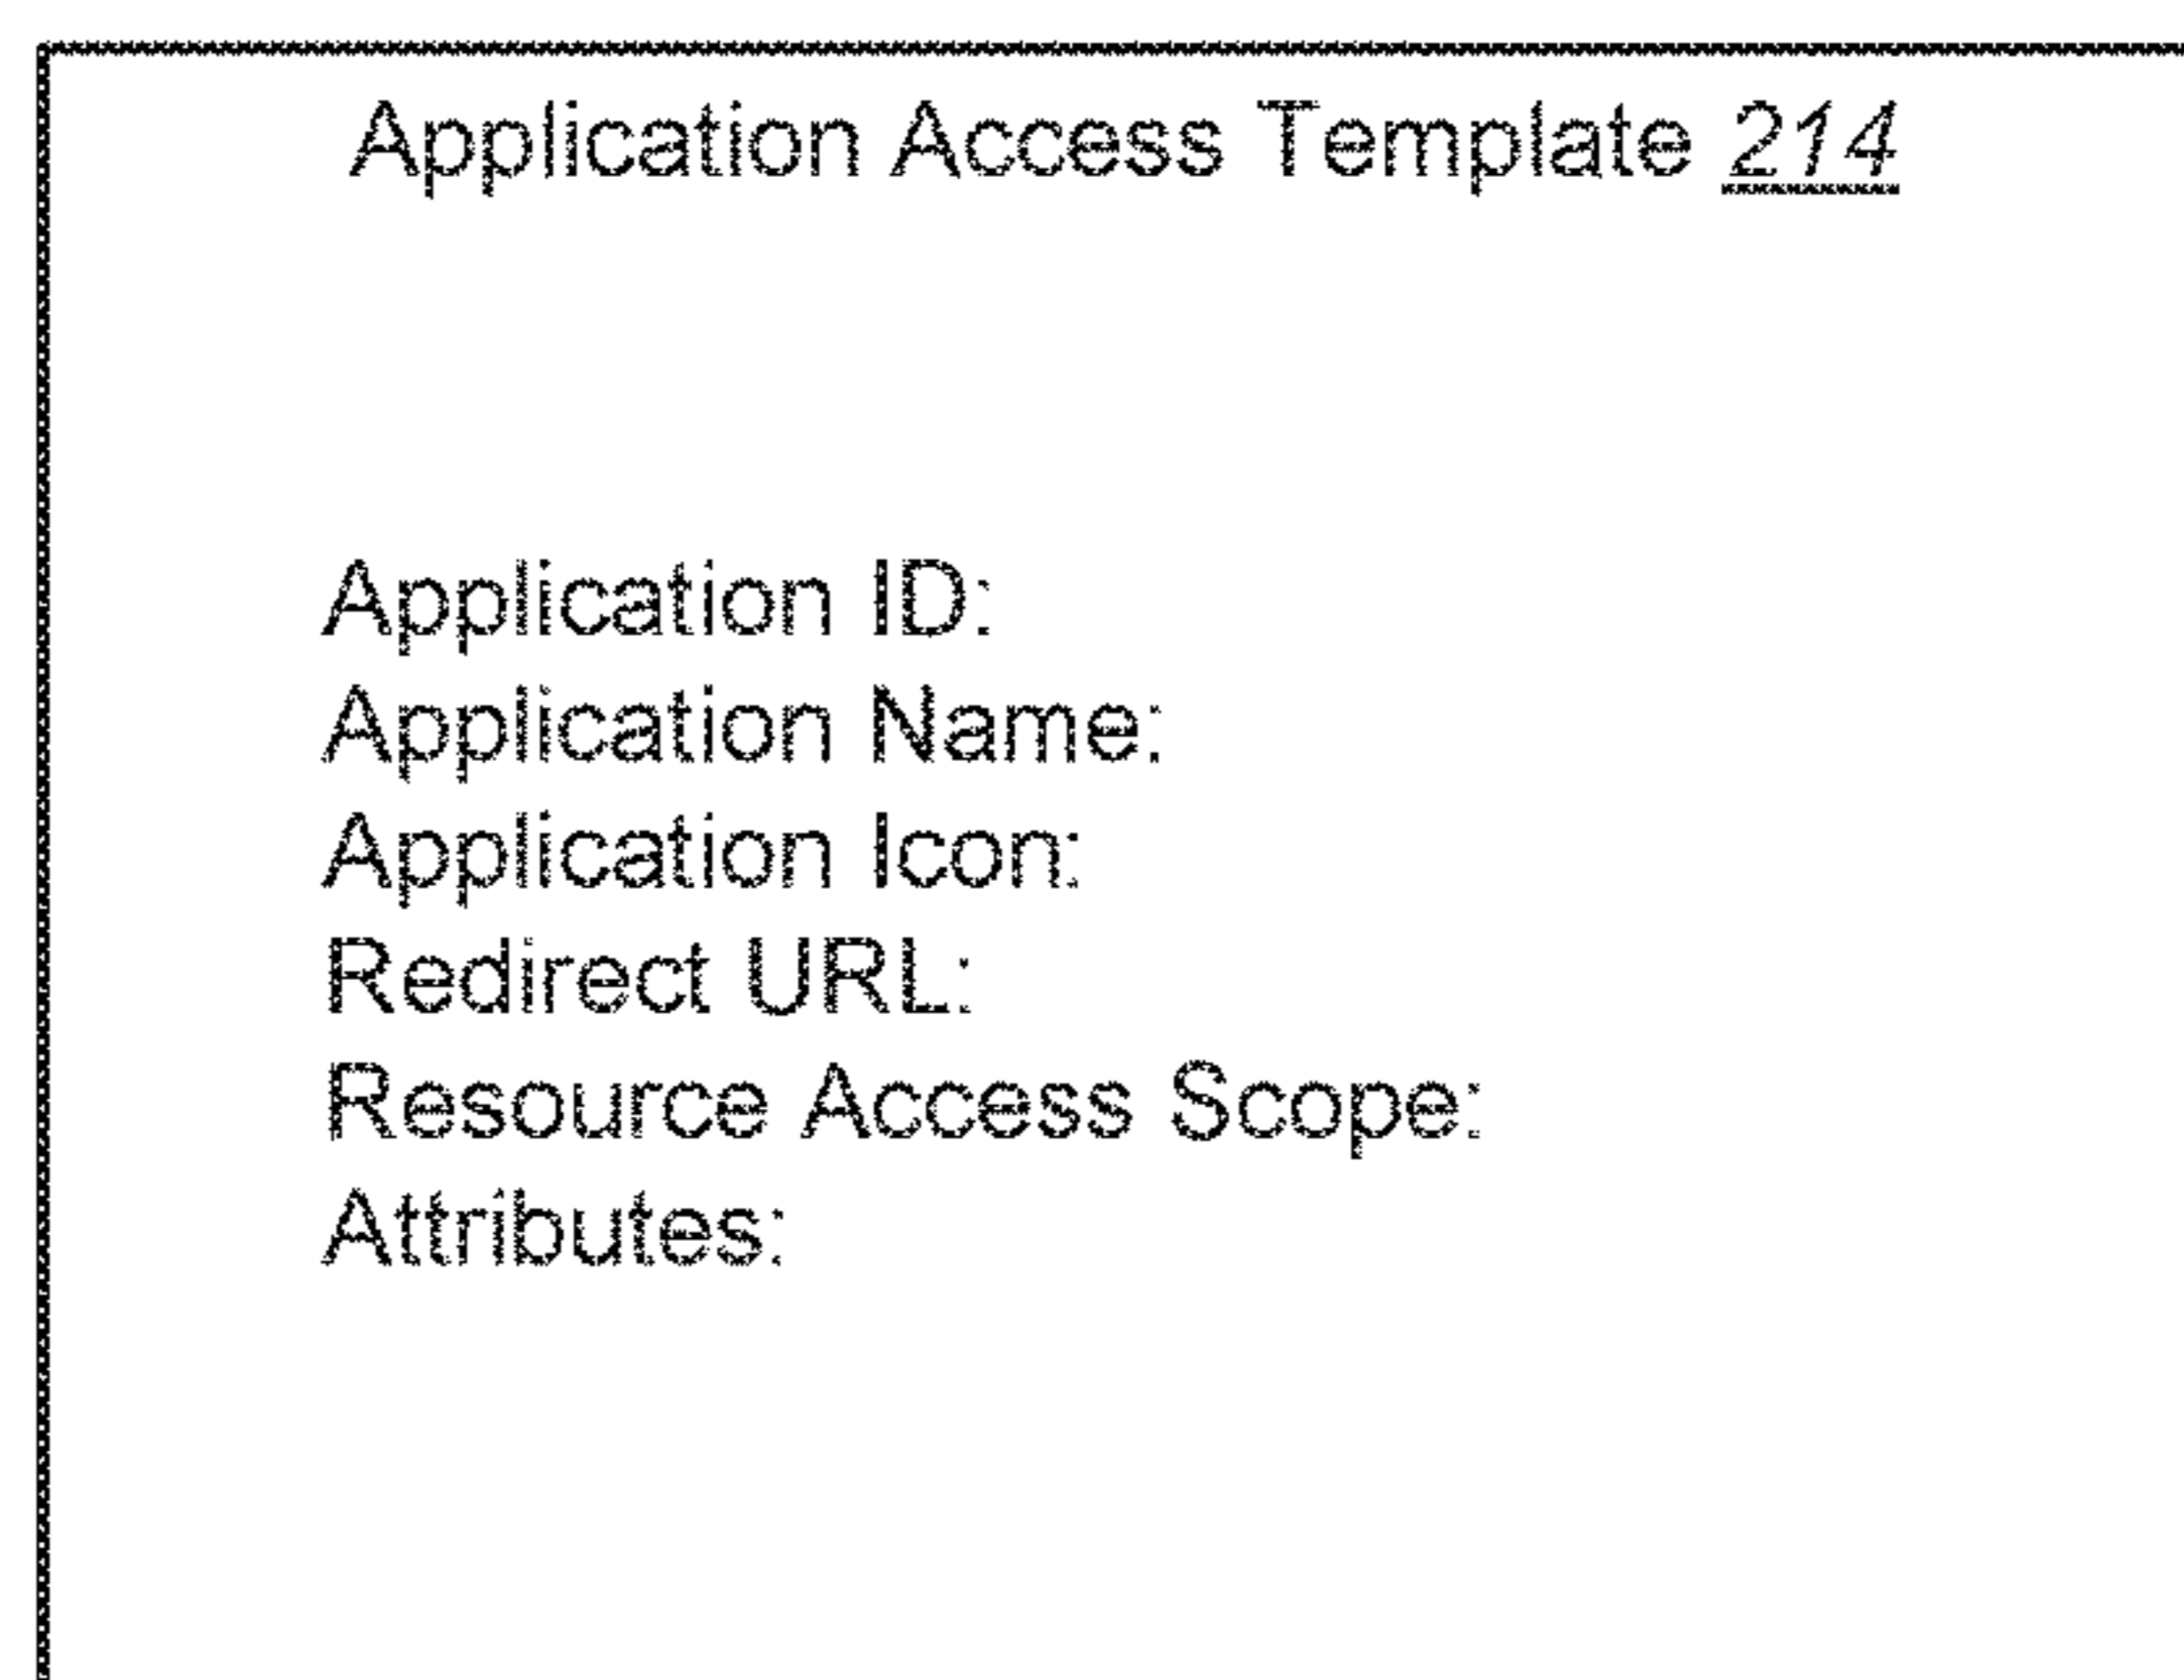 Application Access Template 214
Application ID:
Application Name:
Application Icon:
Redirect URL:
Resource Access Scope:
Attributes: